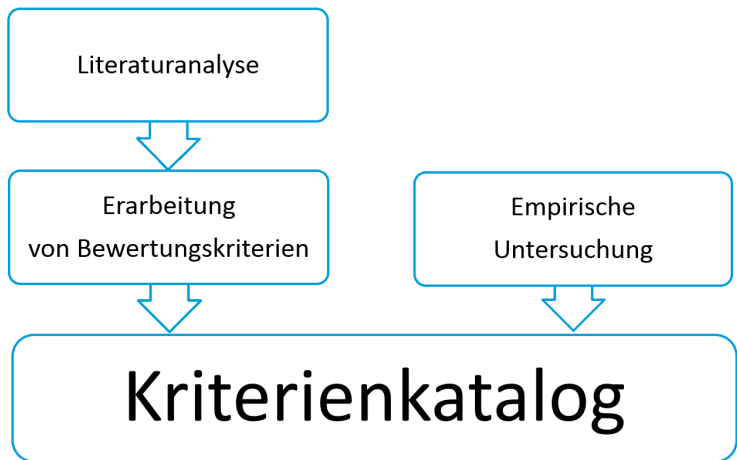 Literaturanalyse
Erarbeitung
von Bewertungskriterien
Empirische
Untersuchung
Kriterienkatalog